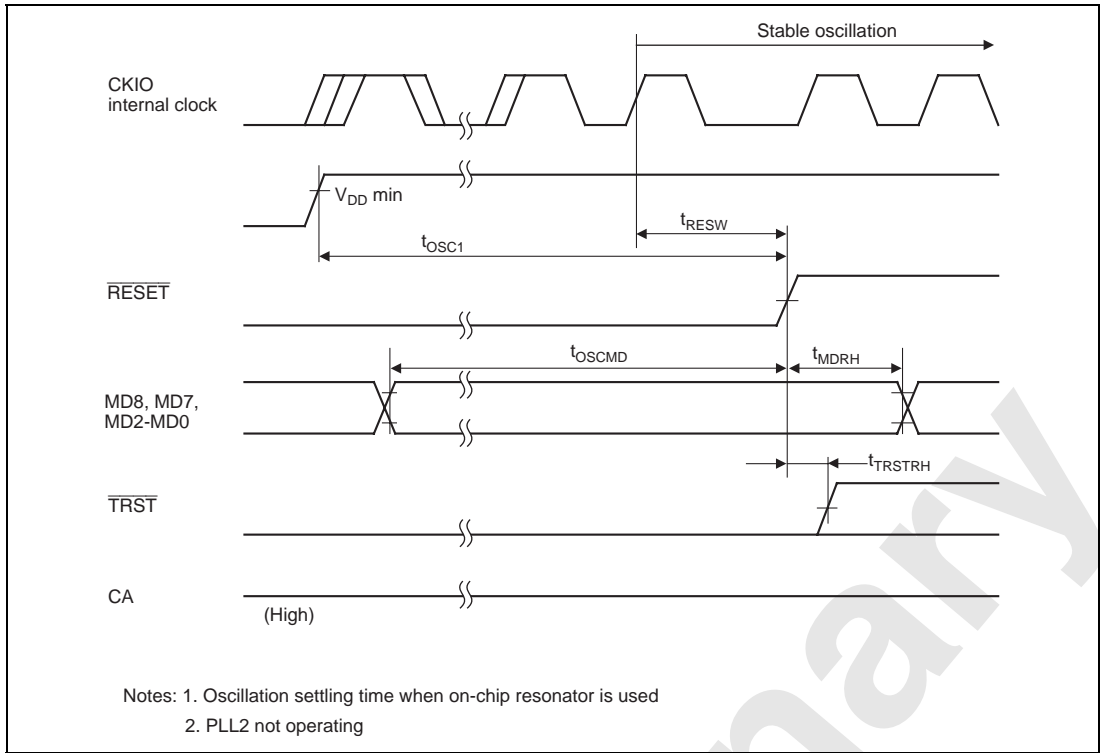 Stable oscillation
CKIO
internal clock
VDD min
tRESW
tOSC1
RESET
tOSCMD
tMDRH
MD8, MD7,
MD2-MD0
tTRSTRH
TRST
CA
(High)
Notes: 1. Oscillation settling time when on-chip resonator is used
2. PLL2 not operating
nary